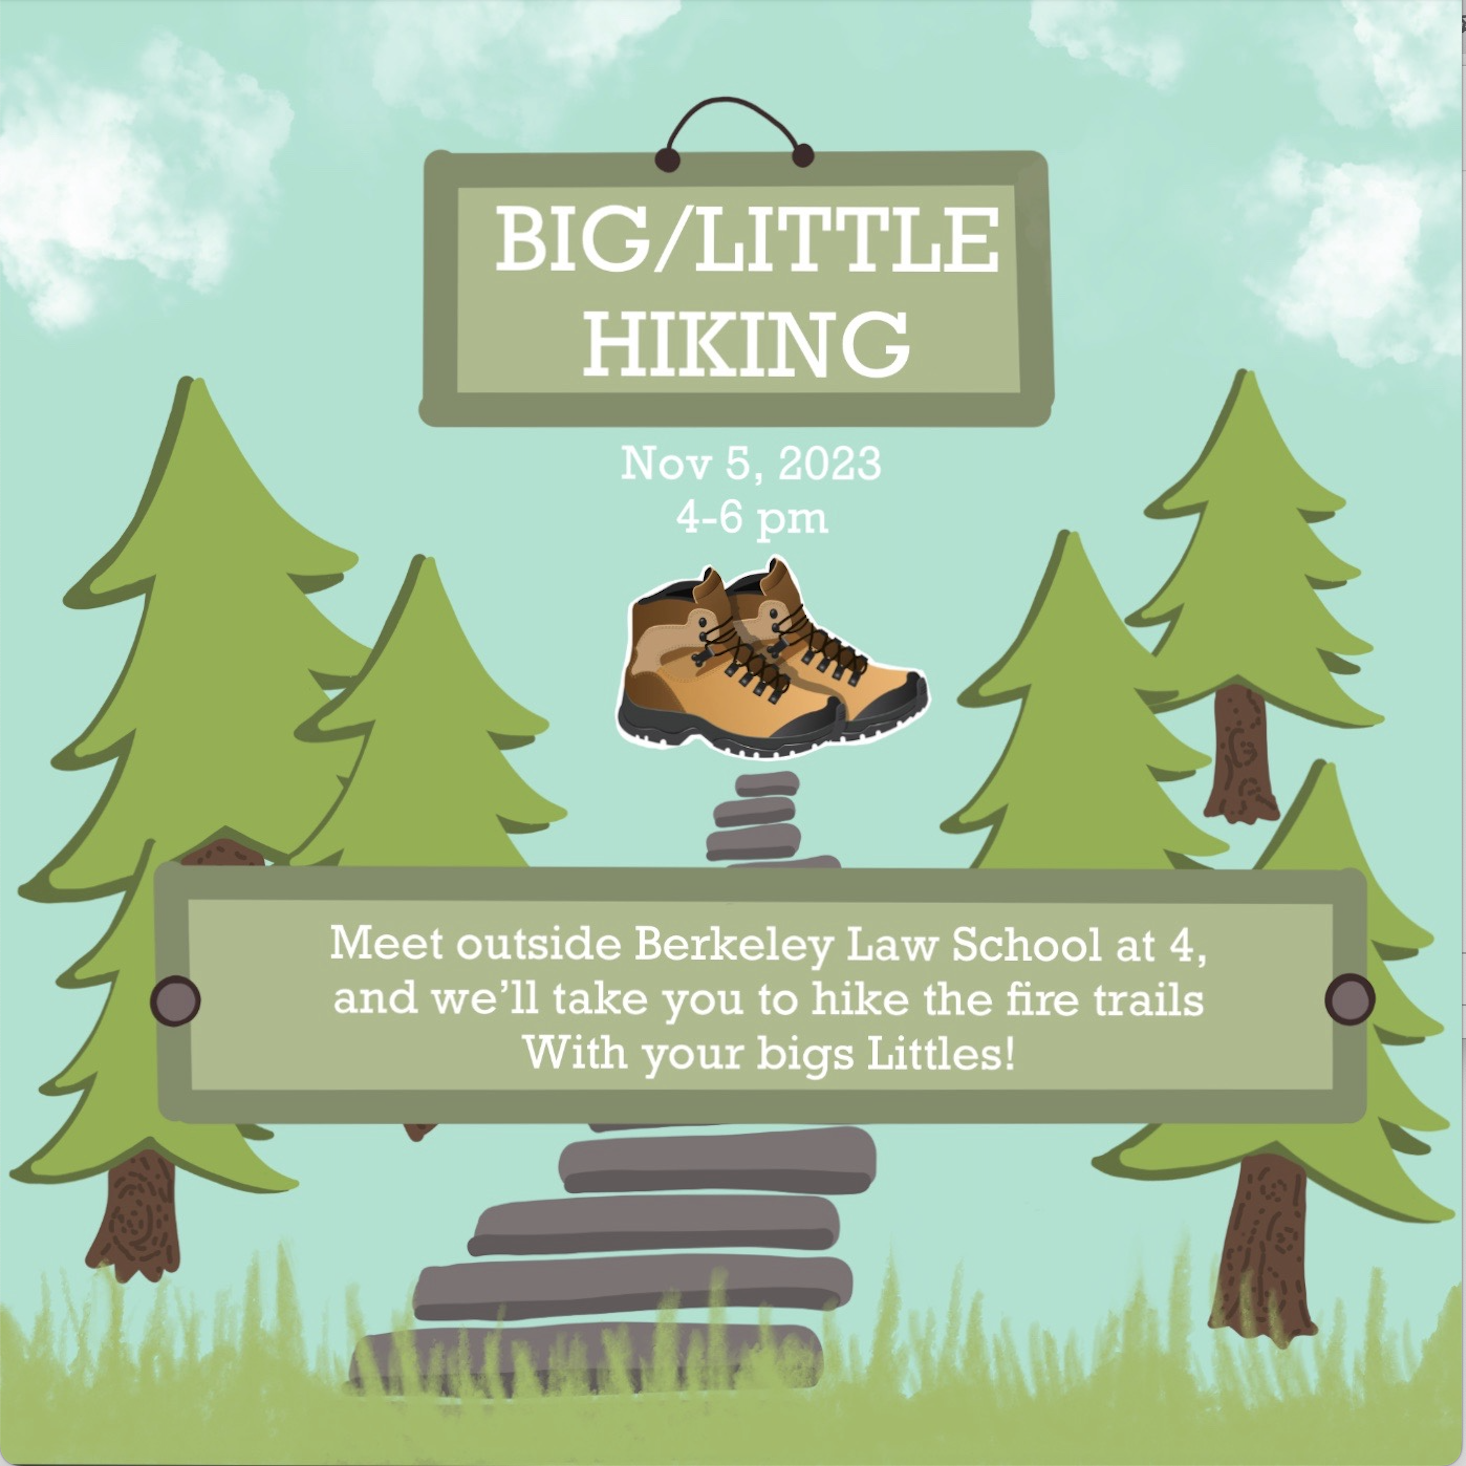 BIG/LITTLE
HIKING
Nov 5, 2023
4-6 pm
Meet outside Berkeley Law School at 4,
and we’ll take you to hike the fire trails
With your bigs Littles!